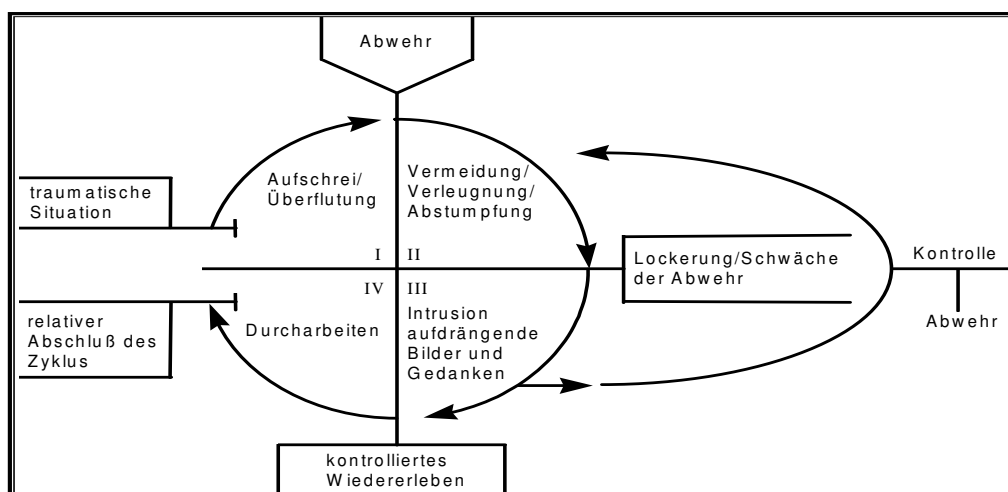 Abwehr
Aufschrei/
Überflutung
Vermeidung/
Verleugnung/
Abstumpfung
traumatische
Situation
I II
Lockerung/Schwäche
der Abwehr
Kontrolle
Abwehr
IV III
relativer
Abschluß des
Zyklus
Durcharbeiten
Intrusion
aufdrängende
Bilder und
Gedanken
kontrolliertes
Wiedererleben